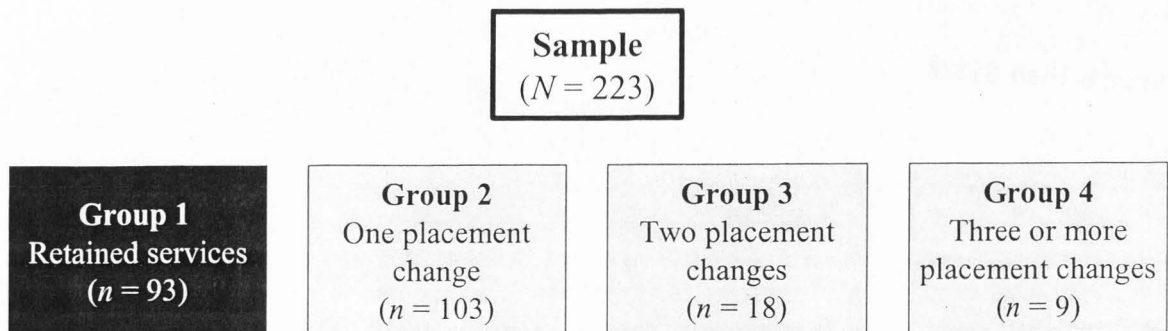 Sample
(N = 223)
Group 1
Retained services
(n = 93)
Group 2
One placement
change
(n = 103)
Group 3
Two placement
changes
(n = 18)
Group 4
Three or more
placement changes
(n = 9)